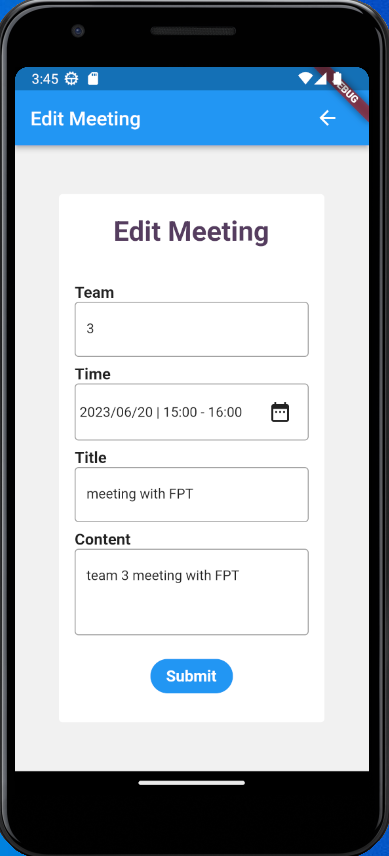 3:45
DEBUG
Edit Meeting
Edit Meeting
Team
3
Time
2023/06/20 | 15:00 - 16:00
Title
meeting with FPT
Content
team 3 meeting with FPT
Submit